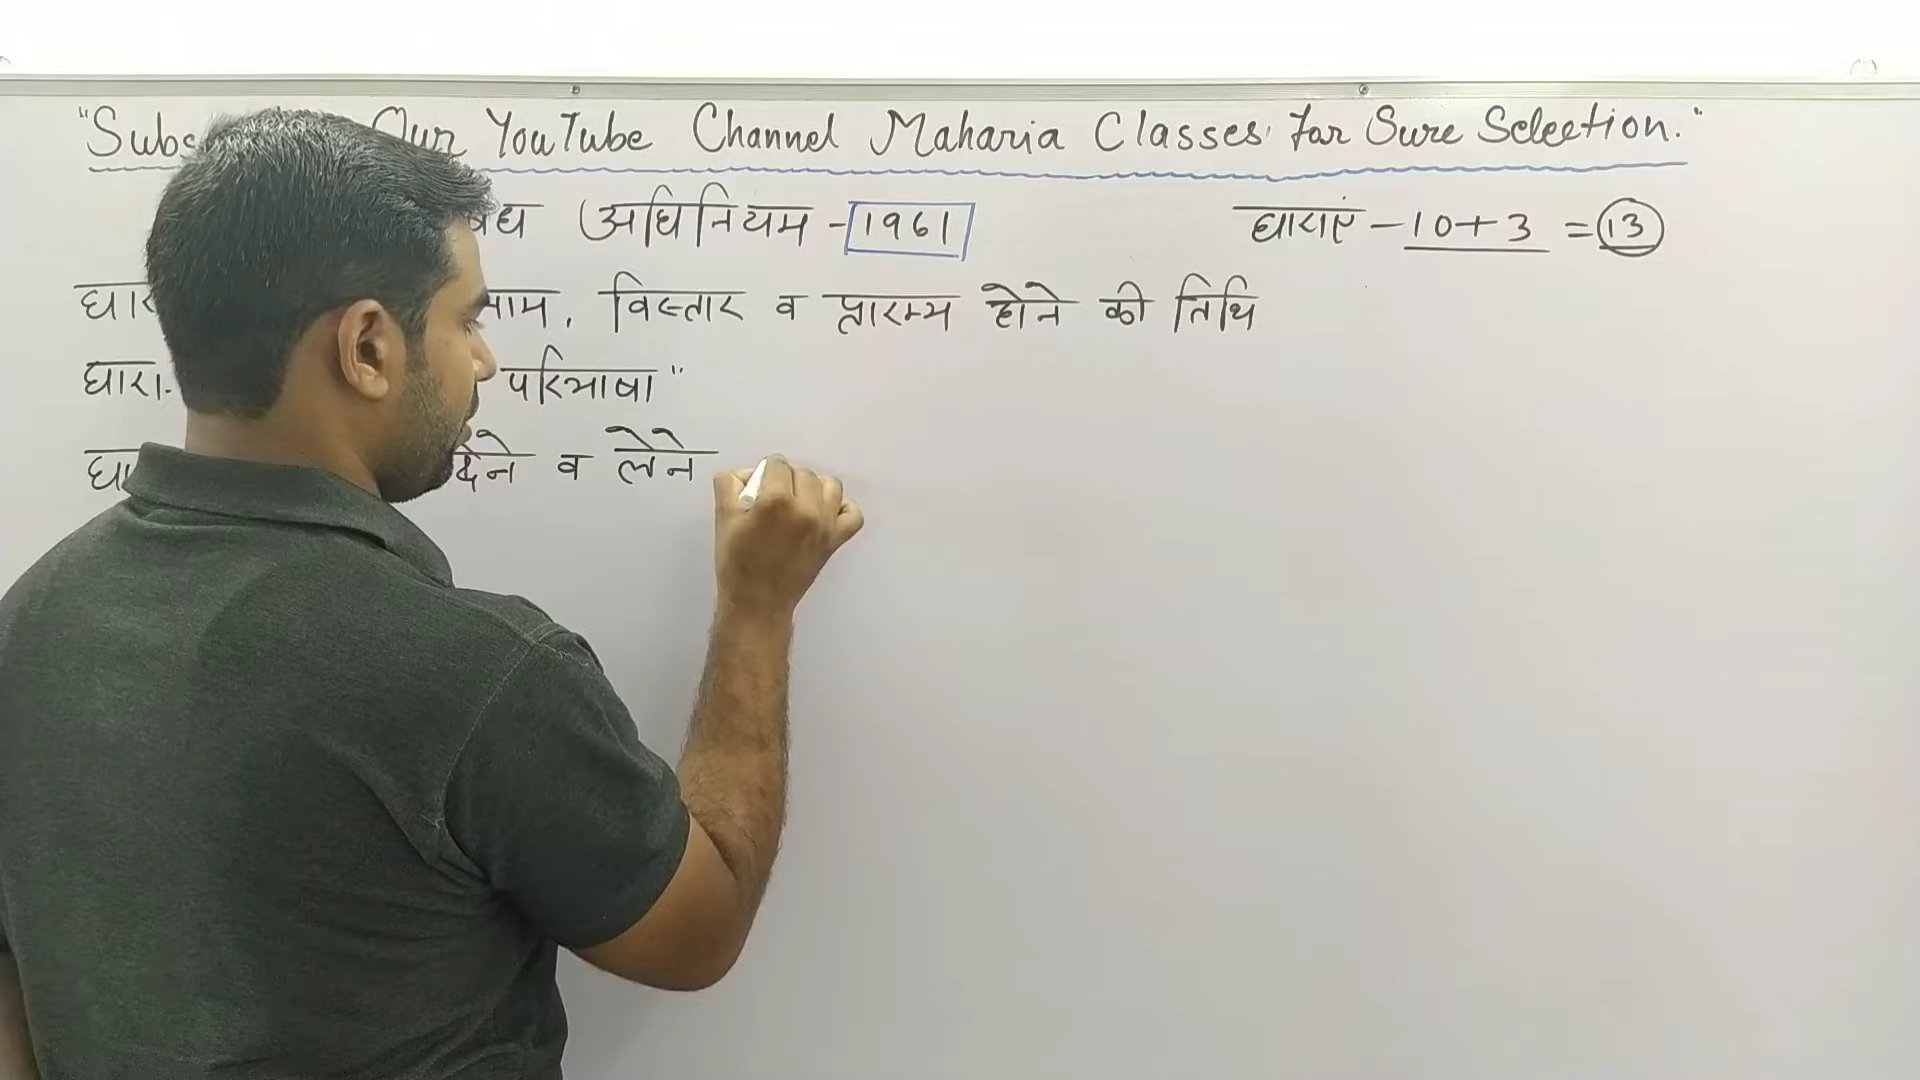 "Subs Our YouTube Channel Maharia Classes for Sure Selection."
अधिनियम - 1961 धाराएं - 10+3 = 13
नाम, विस्तार व प्रारम्भ होने की तिथि
धारा- परिभाषा"
देने व लेने